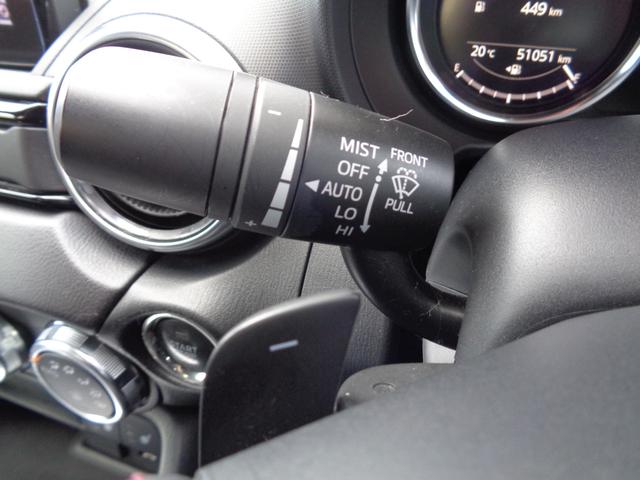 449 km
20°C 51051 km
E F
−
MIST FRONT
OFF
AUTO
LO PULL
HI
+
START
−